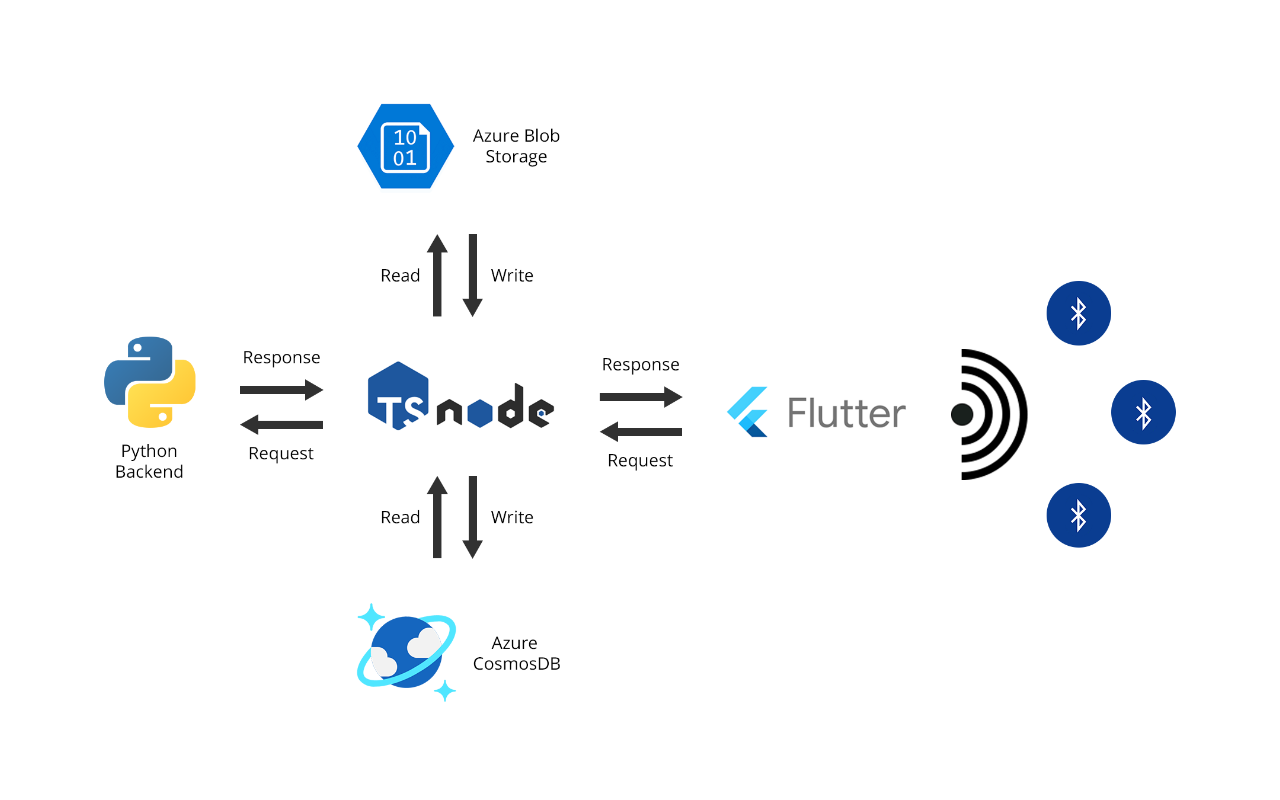 10
01
Azure Blob
Storage
Read
Write
Response
Request
Python
Backend
TS node
Response
Request
Flutter
Read
Write
Azure
CosmosDB